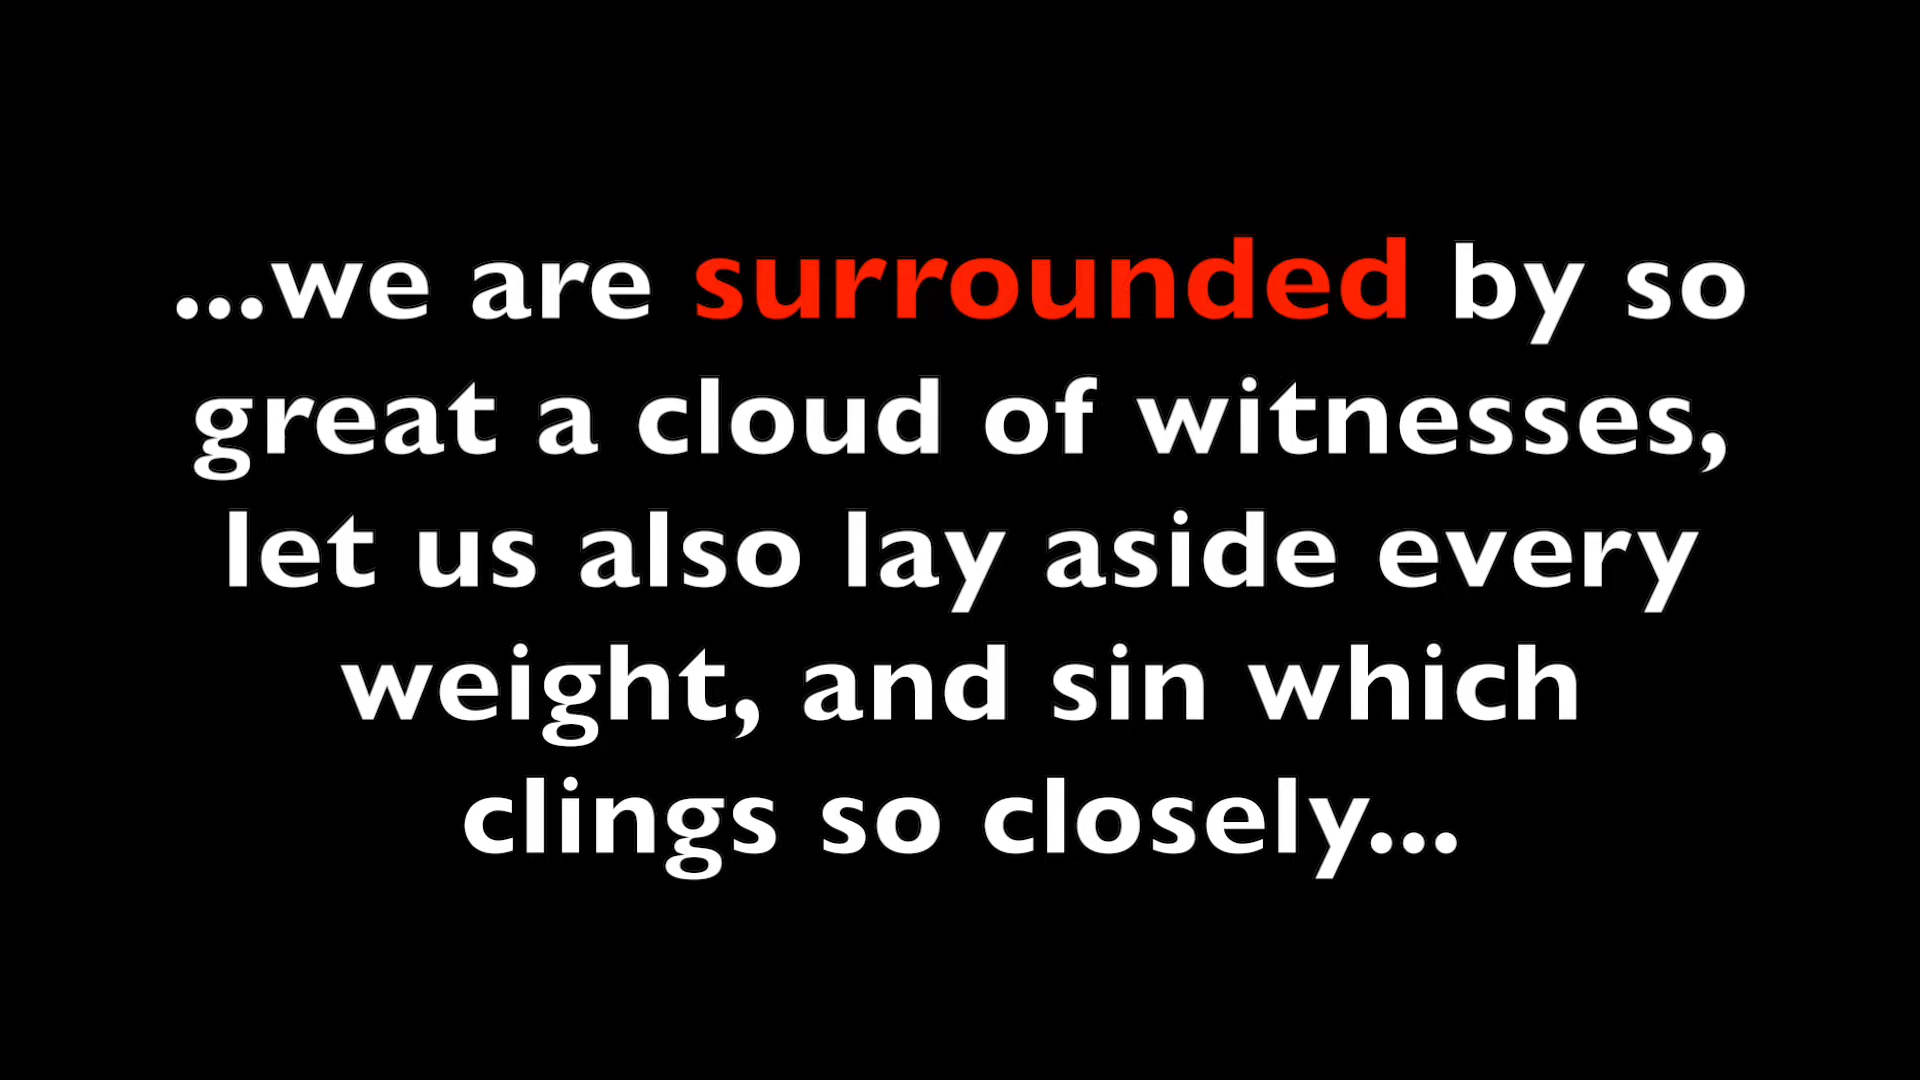 ...we are surrounded by so
great a cloud of witnesses,
let us also lay aside every
weight, and sin which
clings so closely...